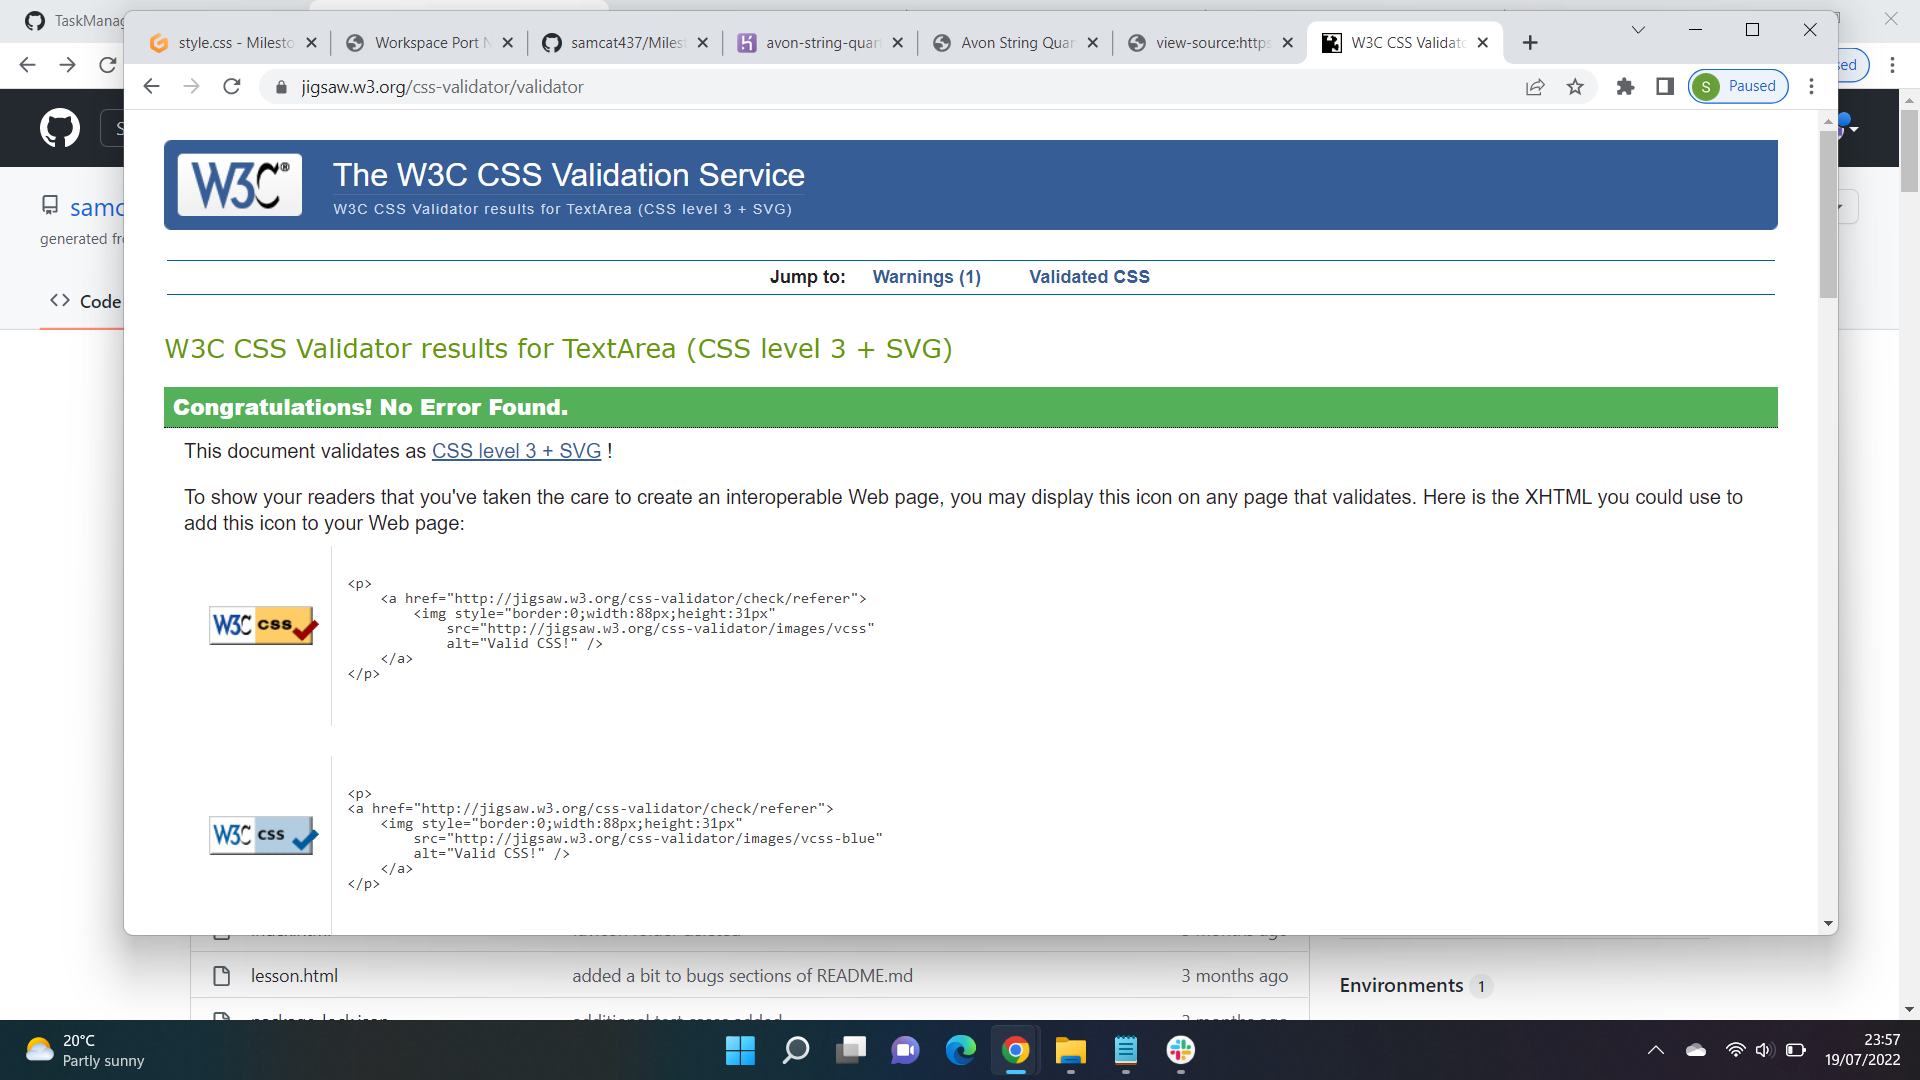 TaskManag
style.css - Milesto
Workspace Port N
samcat437/Milest
avon-string-quart
Avon String Quar
view-source:https
W3C CSS Validato
jigsaw.w3.org/css-validator/validator
S Paused
ed
S
W3C®
The W3C CSS Validation Service
W3C CSS Validator results for TextArea (CSS level 3 + SVG)
samc
generated fr
Jump to: Warnings (1) Validated CSS
<> Code
W3C CSS Validator results for TextArea (CSS level 3 + SVG)
Congratulations! No Error Found.
This document validates as CSS level 3 + SVG !
To show your readers that you've taken the care to create an interoperable Web page, you may display this icon on any page that validates. Here is the XHTML you could use to
add this icon to your Web page:
W3C css
<p>
<a href="http://jigsaw.w3.org/css-validator/check/referer">
<img style="border:0;width:88px;height:31px"
src="http://jigsaw.w3.org/css-validator/images/vcss"
alt="Valid CSS!" />
</a>
</p>
W3C css
<p>
<a href="http://jigsaw.w3.org/css-validator/check/referer">
<img style="border:0;width:88px;height:31px"
src="http://jigsaw.w3.org/css-validator/images/vcss-blue"
alt="Valid CSS!" />
</a>
</p>
lesson.html added a bit to bugs sections of README.md 3 months ago
Environments 1
20°C
Partly sunny
23:57
19/07/2022